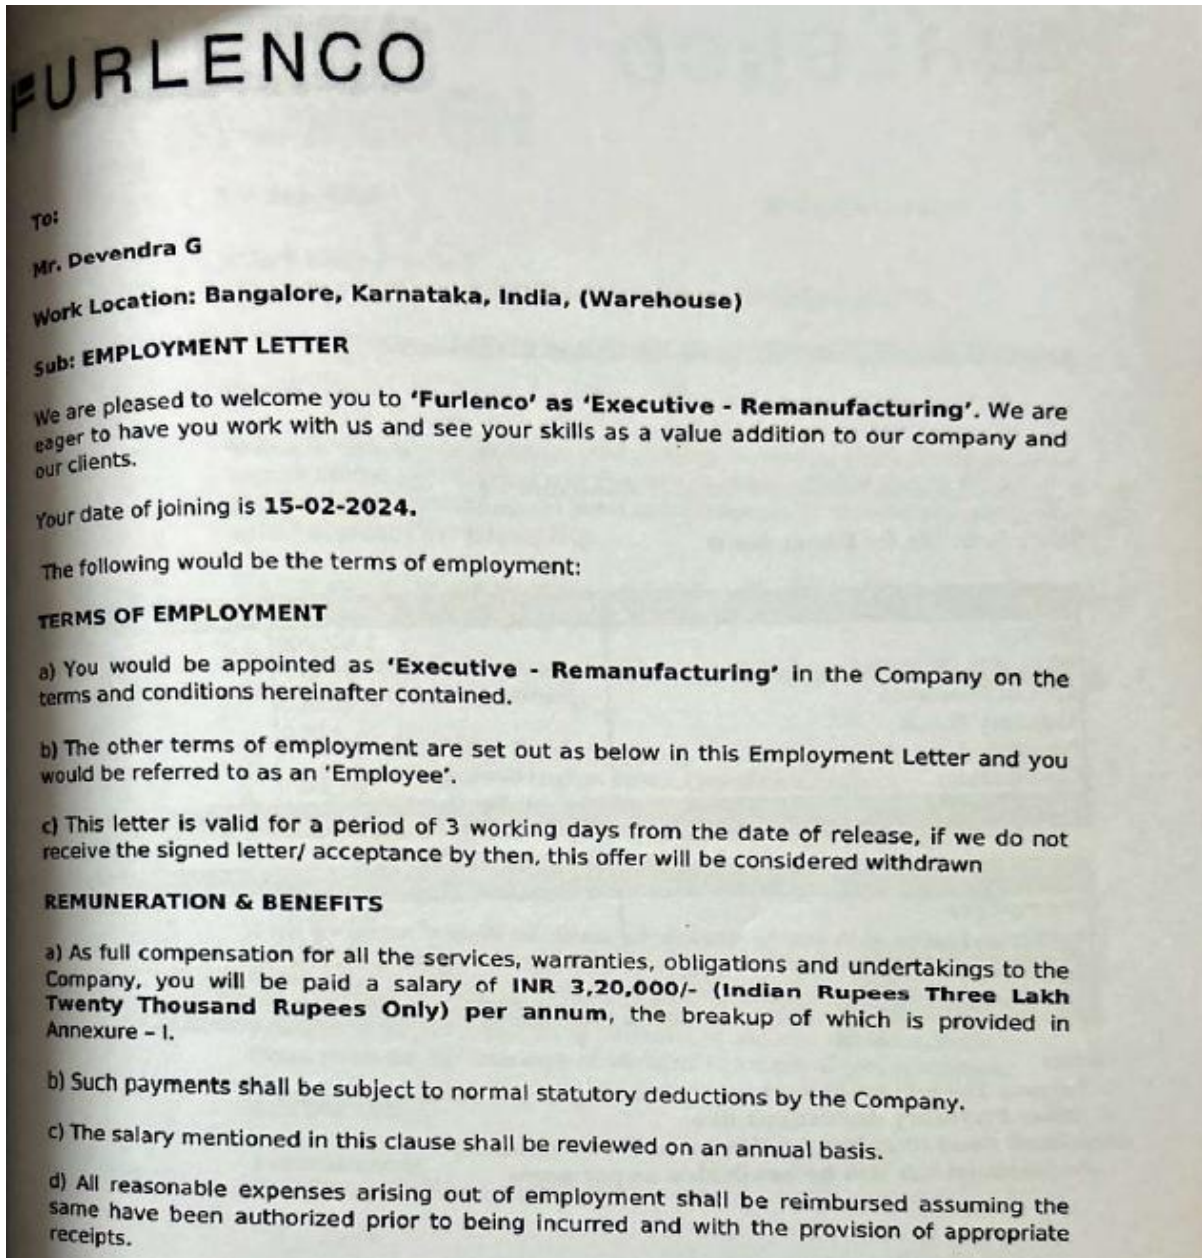 FURLENCO
To:
Mr. Devendra G
Work Location: Bangalore, Karnataka, India, (Warehouse)
Sub: EMPLOYMENT LETTER
We are pleased to welcome you to ‘Furlenco’ as ‘Executive - Remanufacturing’. We are
eager to have you work with us and see your skills as a value addition to our company and
our clients.
Your date of joining is 15-02-2024.
The following would be the terms of employment:
TERMS OF EMPLOYMENT
a) You would be appointed as ‘Executive - Remanufacturing’ in the Company on the
terms and conditions hereinafter contained.
b) The other terms of employment are set out as below in this Employment Letter and you
would be referred to as an ‘Employee’.
c) This letter is valid for a period of 3 working days from the date of release, if we do not
receive the signed letter/ acceptance by then, this offer will be considered withdrawn
REMUNERATION & BENEFITS
a) As full compensation for all the services, warranties, obligations and undertakings to the
Company, you will be paid a salary of INR 3,20,000/- (Indian Rupees Three Lakh
Twenty Thousand Rupees Only) per annum, the breakup of which is provided in
Annexure – I.
b) Such payments shall be subject to normal statutory deductions by the Company.
c) The salary mentioned in this clause shall be reviewed on an annual basis.
d) All reasonable expenses arising out of employment shall be reimbursed assuming the
same have been authorized prior to being incurred and with the provision of appropriate
receipts.